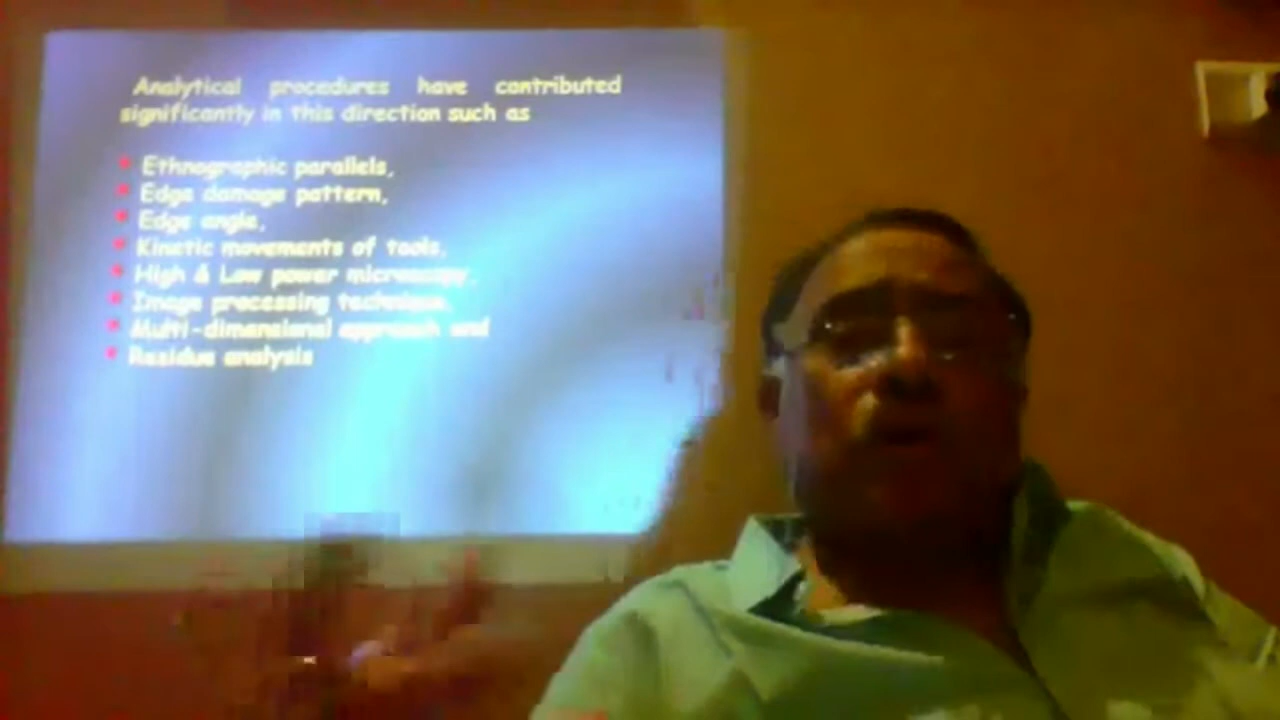 Analytical procedures have contributed
significantly in this direction such as
Ethnographic parallels,
Edge damage pattern,
Edge angle,
Kinetic movements of tools,
High & Low power microscopy,
Image processing technique,
Multi-dimensional approach and
Residue analysis